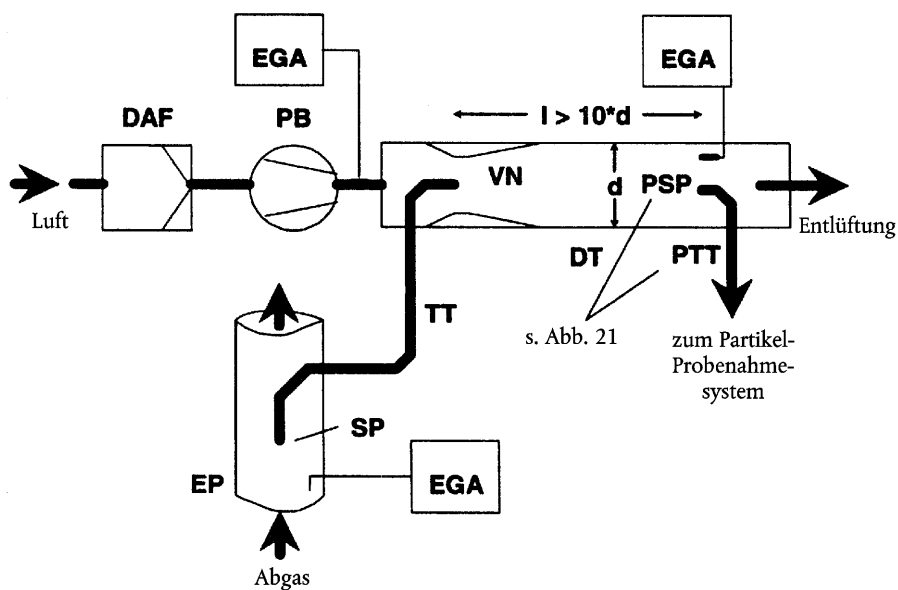 EGA
EGA
DAF
PB
l > 10*d
VN
d
PSP
Luft
Entlüftung
DT
PTT
TT
s. Abb. 21
zum Partikel-
Probenahme-
system
SP
EP
EGA
Abgas